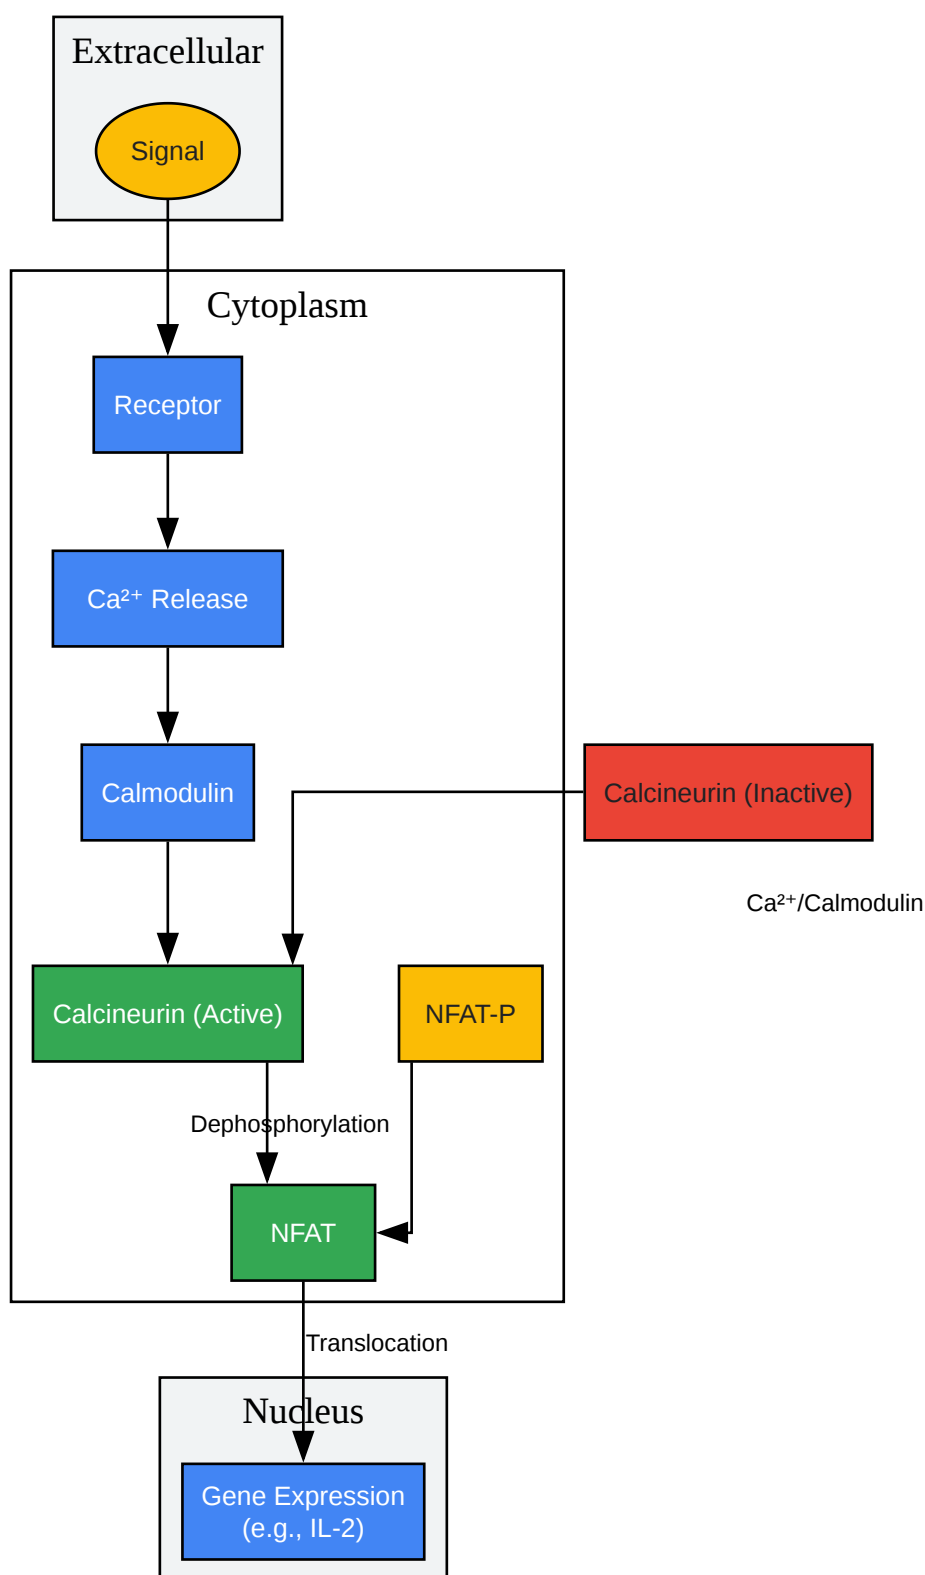 Extracellular
Signal
Cytoplasm
Receptor
Ca²⁺ Release
Calmodulin
Calcineurin (Inactive)
Ca²⁺/Calmodulin
Calcineurin (Active)
NFAT-P
Dephosphorylation
NFAT
Translocation
Nucleus
Gene Expression
(e.g., IL-2)